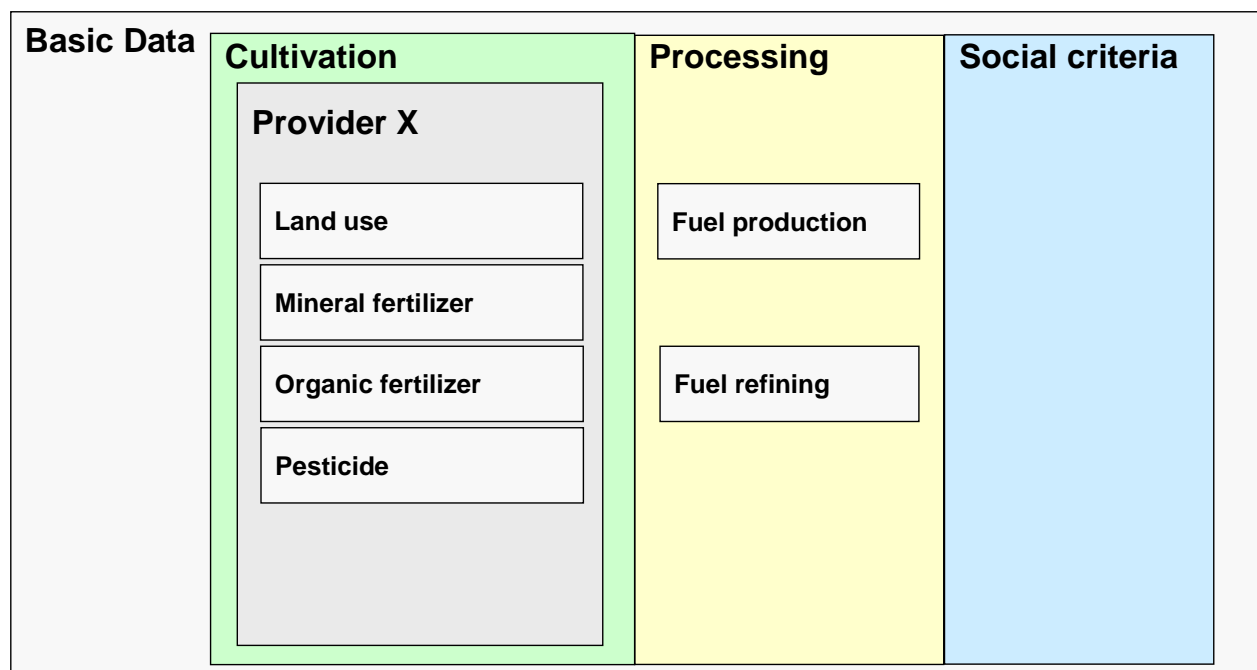 Basic Data
Cultivation
Processing
Social criteria
Provider X
Land use
Fuel production
Mineral fertilizer
Organic fertilizer
Fuel refining
Pesticide